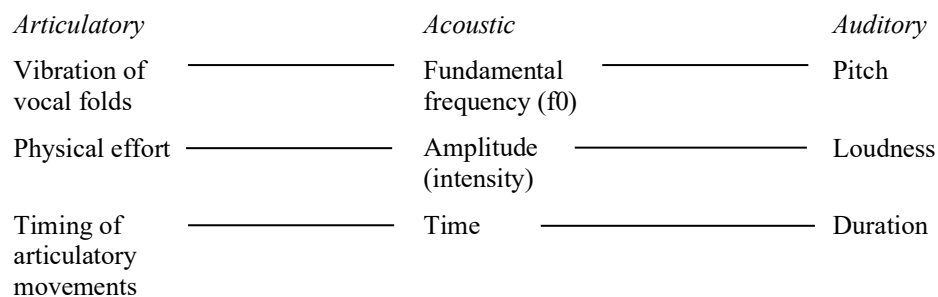 Articulatory Acoustic Auditory
Vibration of Fundamental Pitch
vocal folds frequency (f0)
Physical effort Amplitude Loudness
(intensity)
Timing of Time Duration
articulatory
movements